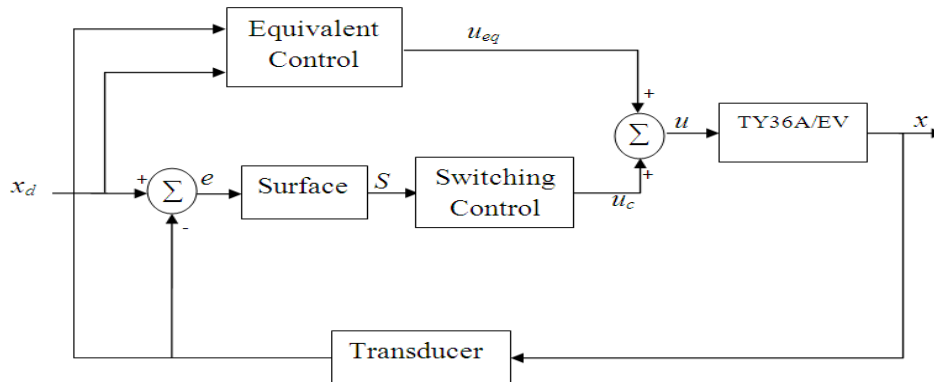 Equivalent
Control
u_eq
+
Σ
u
TY36A/EV
x
x_d
+
Σ
-
e
Surface
S
Switching
Control
u_c
+
Transducer